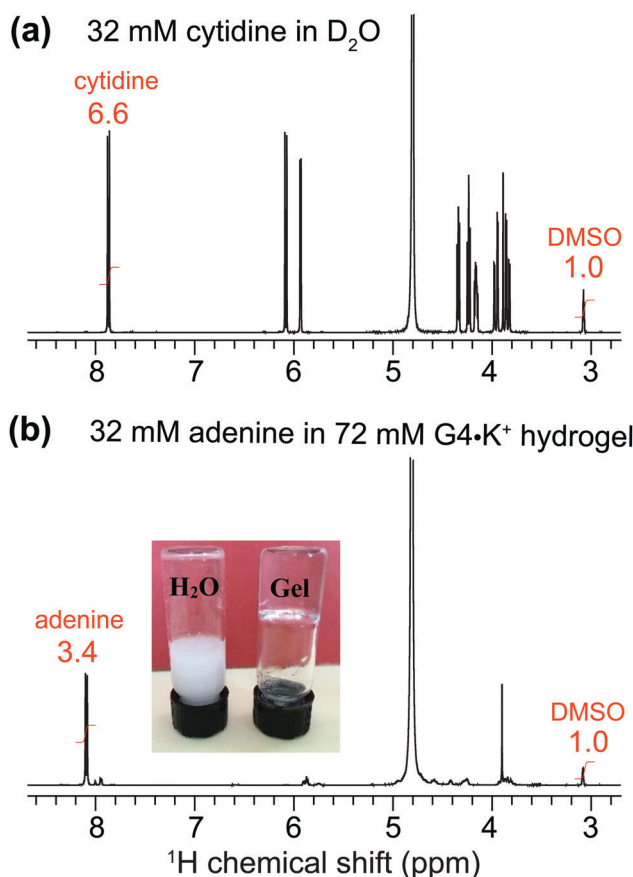 (a) 32 mM cytidine in D₂O
cytidine
6.6
DMSO
1.0
8 7 6 5 4 3
(b) 32 mM adenine in 72 mM G4•K⁺ hydrogel
H₂O Gel
adenine
3.4
DMSO
1.0
8 7 6 5 4 3
¹H chemical shift (ppm)